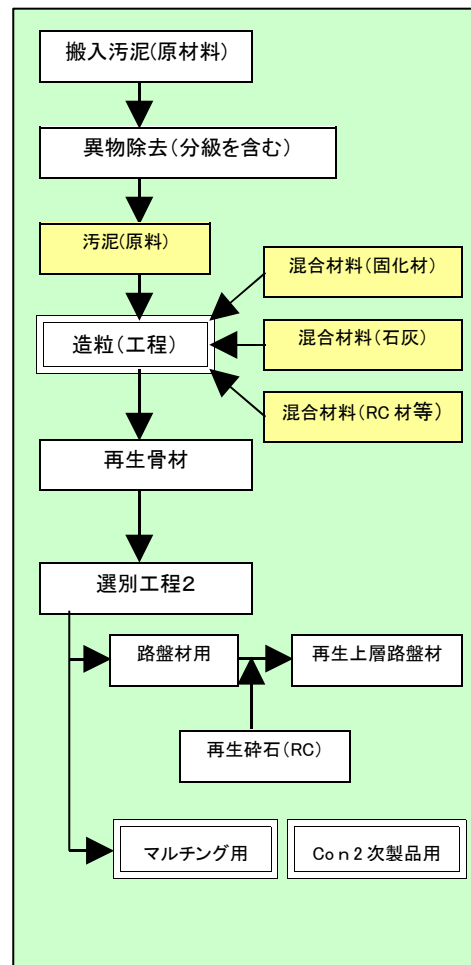 搬入汚泥(原材料)
異物除去(分級を含む)
汚泥(原料)
混合材料(固化材)
造粒(工程)
混合材料(石灰)
混合材料(RC材等)
再生骨材
選別工程2
路盤材用
再生上層路盤材
再生砕石(RC)
マルチング用
Con2次製品用